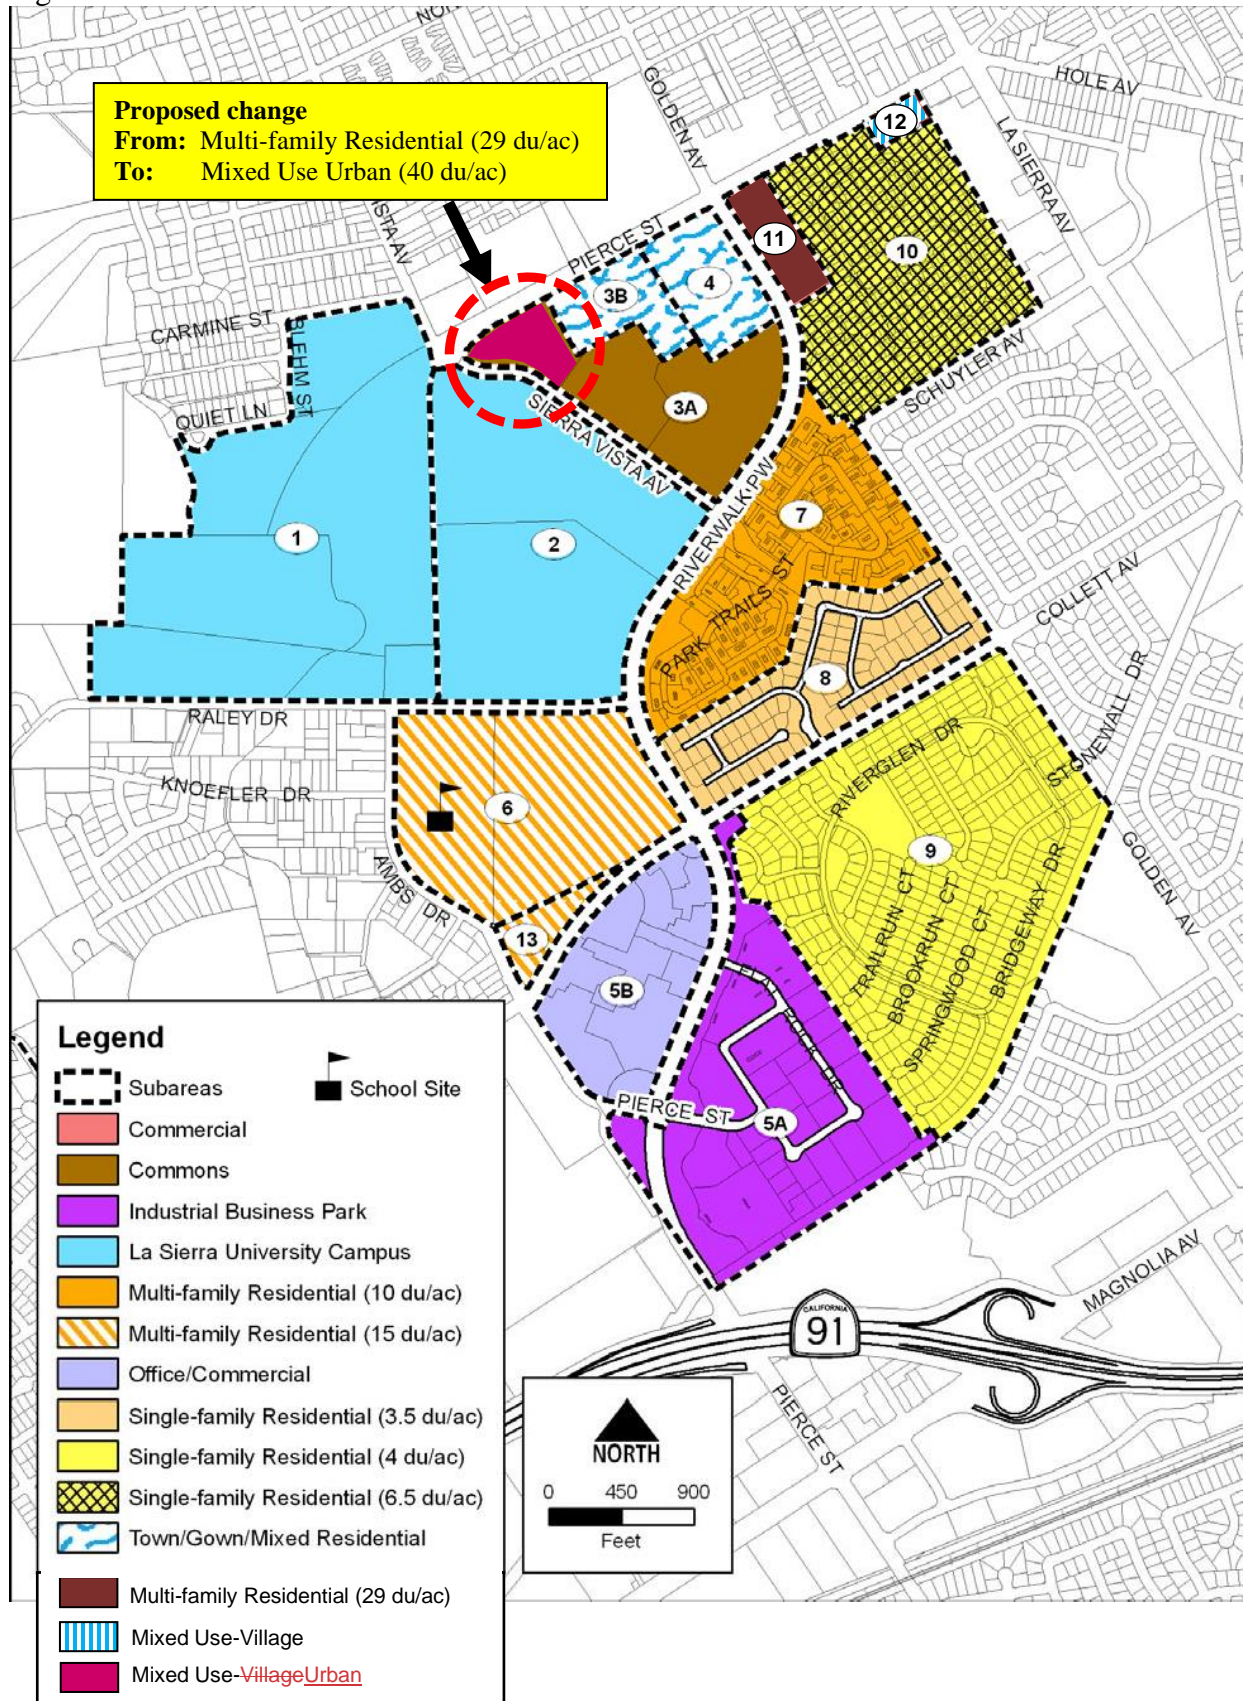 Proposed change
From: Multi-family Residential (29 du/ac)
To: Mixed Use Urban (40 du/ac)
GOLDEN AV
HOLE AV
LA SIERRA AV
12
11
10
PIERCE ST
3B
4
CARMINE ST
BLEHM ST
QUIET LN
SIERRA VISTA AV
3A
SCHUYLER AV
1
2
RIVERWALK PW
7
PARK TRAILS ST
COLLETT AV
8
RALEY DR
KNOEFLER DR
6
AMBS DR
RIVERGLEN DR
STONEWALL DR
9
GOLDEN AV
TRAILRUN CT
BROOKRUN CT
SPRINGWOOD CT
BRIDGEWAY DR
13
5B
FLAT ROCK DR
PIERCE ST
5A
MAGNOLIA AV
CALIFORNIA
91
PIERCE ST
Legend
Subareas
School Site
Commercial
Commons
Industrial Business Park
La Sierra University Campus
Multi-family Residential (10 du/ac)
Multi-family Residential (15 du/ac)
Office/Commercial
Single-family Residential (3.5 du/ac)
Single-family Residential (4 du/ac)
Single-family Residential (6.5 du/ac)
Town/Gown/Mixed Residential
Multi-family Residential (29 du/ac)
Mixed Use-Village
Mixed Use-VillageUrban
NORTH
0 450 900
Feet